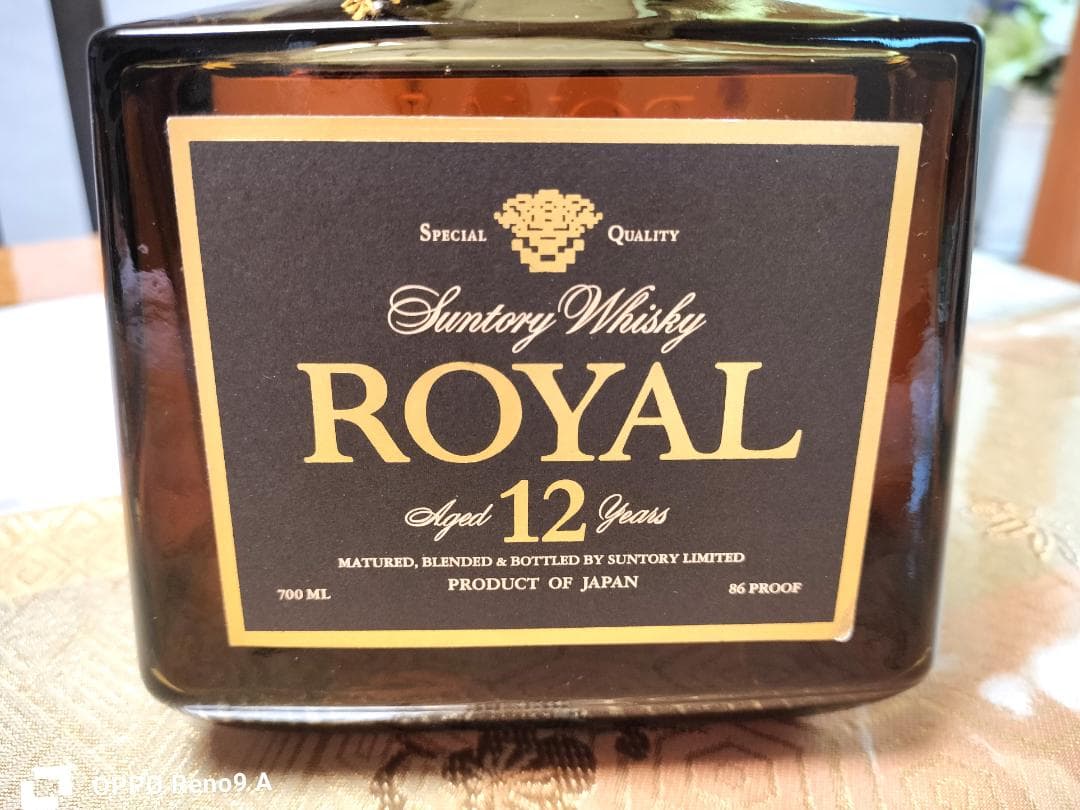 SPECIAL QUALITY
Suntory Whisky
ROYAL
Aged 12 Years
MATURED, BLENDED & BOTTLED BY SUNTORY LIMITED
PRODUCT OF JAPAN
700 ML
86 PROOF
OPPO Reno9 A